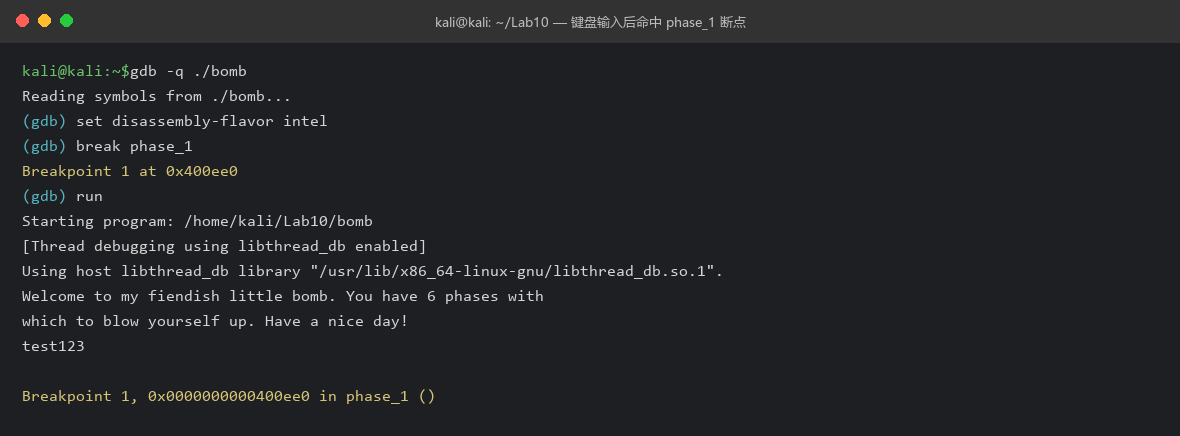 kali@kali: ~/Lab10 — 键盘输入后命中 phase_1 断点
kali@kali:~$gdb -q ./bomb
Reading symbols from ./bomb...
(gdb) set disassembly-flavor intel
(gdb) break phase_1
Breakpoint 1 at 0x400ee0
(gdb) run
Starting program: /home/kali/Lab10/bomb
[Thread debugging using libthread_db enabled]
Using host libthread_db library "/usr/lib/x86_64-linux-gnu/libthread_db.so.1".
Welcome to my fiendish little bomb. You have 6 phases with
which to blow yourself up. Have a nice day!
test123
Breakpoint 1, 0x0000000000400ee0 in phase_1 ()